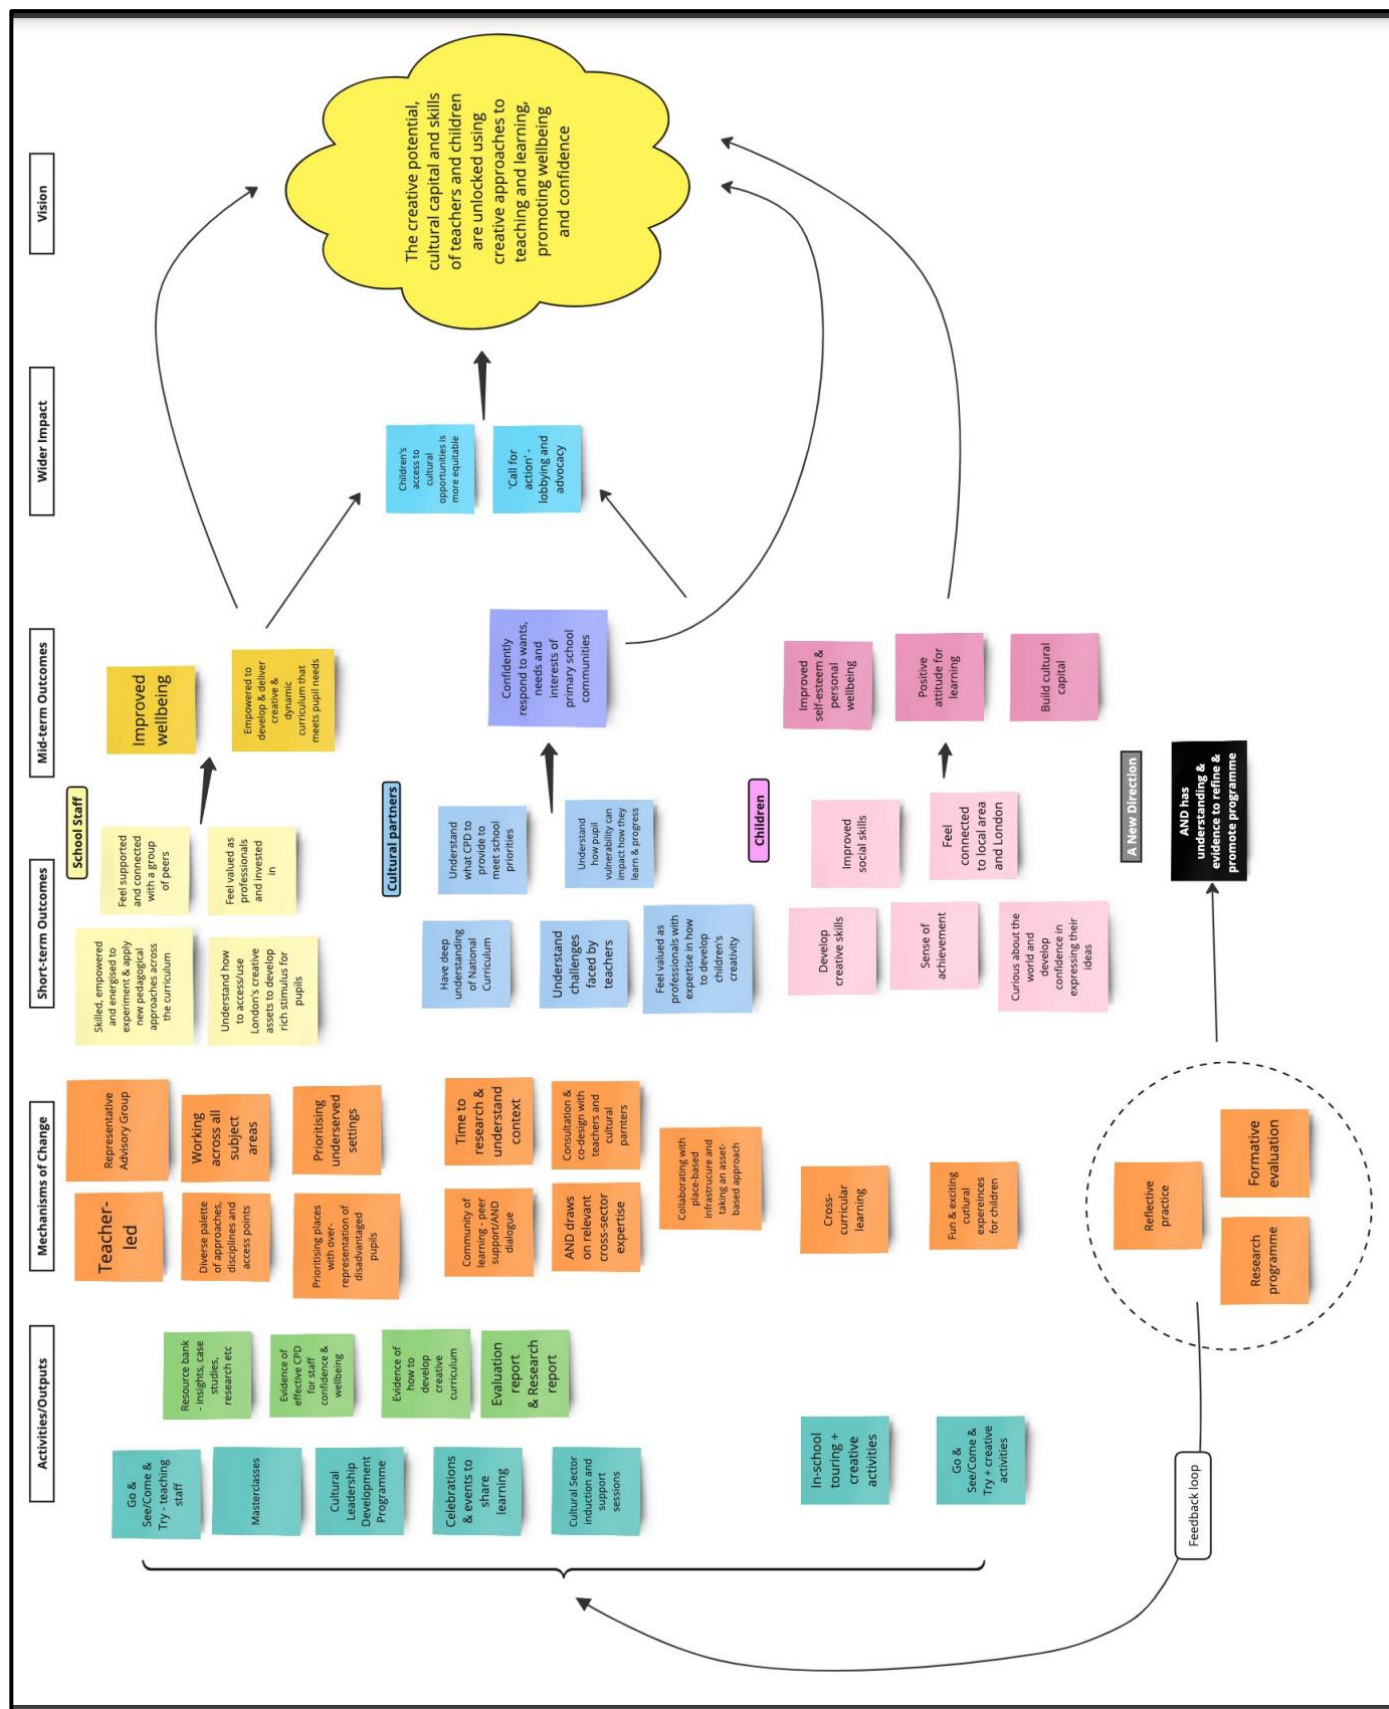 Activities/Outputs
Mechanisms of Change
Short-term Outcomes
Mid-term Outcomes
Wider Impact
Vision
Go &
See/Come &
Try - teaching
staff
Masterclasses
Cultural
Leadership
Development
Programme
Celebrations
& events to
share
learning
Cultural Sector
induction and
support
sessions
In-school
touring +
creative
activities
Go &
See/Come &
Try + creative
activities
Resource bank
- insights, case
studies,
research etc
Evidence of
effective CPD
for staff
confidence &
wellbeing
Evidence of
how to
develop
creative
curriculum
Evaluation
report
& Research
report
Teacher-
led
Representative
Advisory Group
Diverse palette
of approaches,
disciplines and
access points
Working
across all
subject
areas
Prioritising places
with over-
representation of
disadvantaged
pupils
Prioritising
underserved
settings
Community of
learning - peer
support/AND
dialogue
Time to
research &
understand
context
AND draws
on relevant
cross-sector
expertise
Consultation &
co-design with
teachers and
cultural
parnters
Collaborating with
place-based
infrastrucure and
taking an asset-
based approach
Cross-
curricular
learning
Fun & exciting
cutlural
expereinces
for children
Reflective
practice
Research
programme
Formative
evaluation
Feedback loop
School Staff
Skilled, empowered
and energised to
experiment & apply
new pedagogical
approaches across
the curriculum
Feel supported
and connected
with a group
of peers
Understand how
to access/use
London's creative
assets to develop
rich stimulus for
pupils
Feel valued as
professionals
and invested
in
Improved
wellbeing
Empowered to
develop & deliver
creative &
dynamic
curriculum that
meets pupil needs
Cultural partners
Have deep
understanding
of National
Curriculum
Understand
what CPD to
provide to
meet school
priorities
Understand
challenges
faced by
teachers
Understand
how pupil
vulnerability can
impact how they
learn & progress
Feel valued as
professionals with
expertise in how
to develop
children's
creativity
Confidently
respond to wants,
needs and
interests of
primary school
communities
Children
Develop
creative skills
Improved
social skills
Sense of
achievement
Feel
connected
to local area
and London
Curious about the
world and
develop
confidence in
expressing their
ideas
Improved
self-esteem &
personal
wellbeing
Positive
attitude for
learning
Build cultural
capital
A New Direction
AND has
understanding &
evidence to refine &
promote programme
Children's
access to
cultural
opportunities is
more equitable
'Call for
action' -
lobbying and
advocacy
The creative potential,
cultural capital and skills
of teachers and children
are unlocked using
creative approaches to
teaching and learning,
promoting wellbeing
and confidence